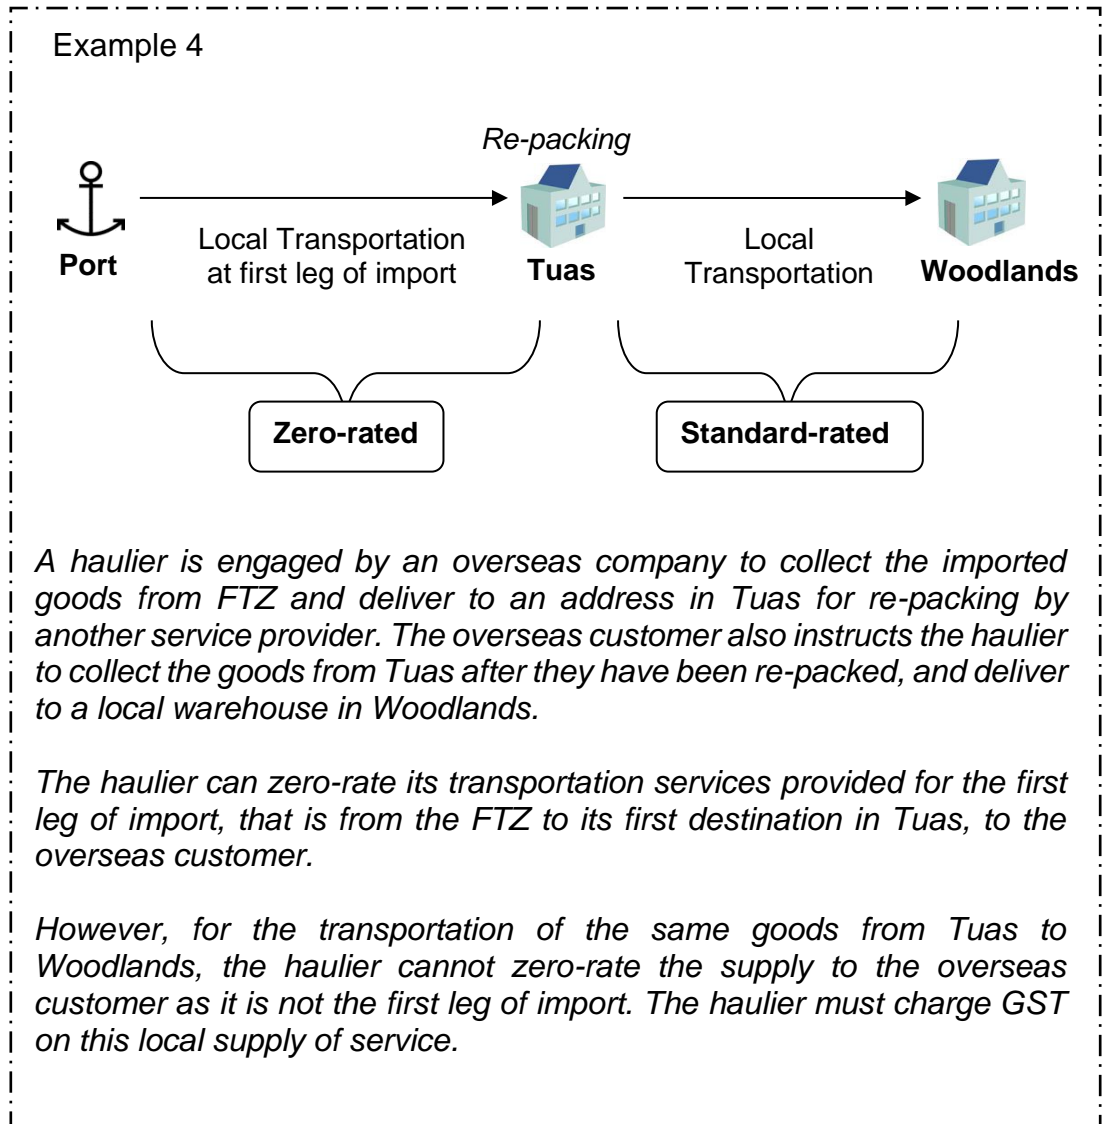 Example 4
Re-packing
Local Transportation
at first leg of import
Local
Transportation
Port
Tuas
Woodlands
Zero-rated
Standard-rated
A haulier is engaged by an overseas company to collect the imported
goods from FTZ and deliver to an address in Tuas for re-packing by
another service provider. The overseas customer also instructs the haulier
to collect the goods from Tuas after they have been re-packed, and deliver
to a local warehouse in Woodlands.
The haulier can zero-rate its transportation services provided for the first
leg of import, that is from the FTZ to its first destination in Tuas, to the
overseas customer.
However, for the transportation of the same goods from Tuas to
Woodlands, the haulier cannot zero-rate the supply to the overseas
customer as it is not the first leg of import. The haulier must charge GST
on this local supply of service.